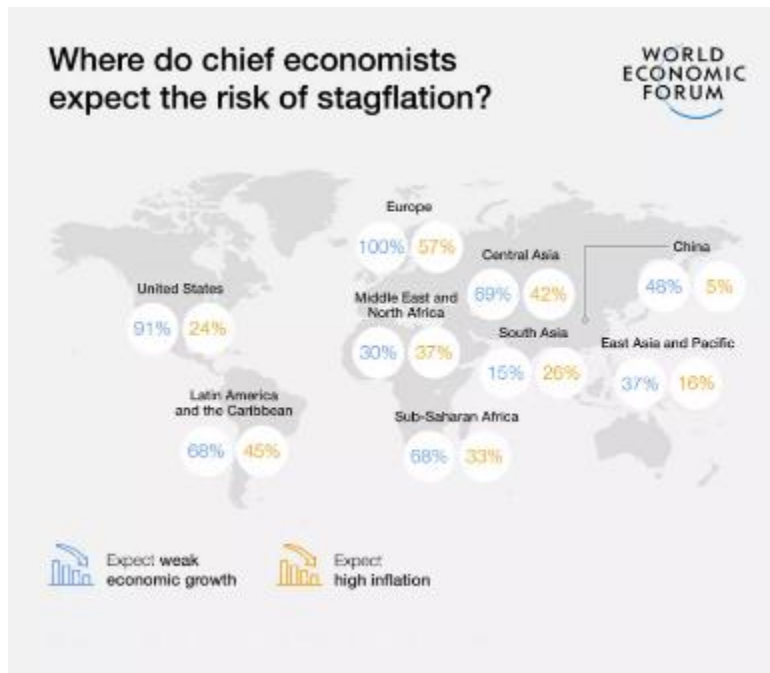 Where do chief economists
expect the risk of stagflation?
WORLD
ECONOMIC
FORUM
Europe
100% 57%
Central Asia
69% 42%
China
48% 5%
United States
91% 24%
Middle East and
North Africa
30% 37%
South Asia
15% 26%
East Asia and Pacific
37% 16%
Latin America
and the Caribbean
68% 45%
Sub-Saharan Africa
68% 33%
Expect weak
economic growth
Expect
high inflation